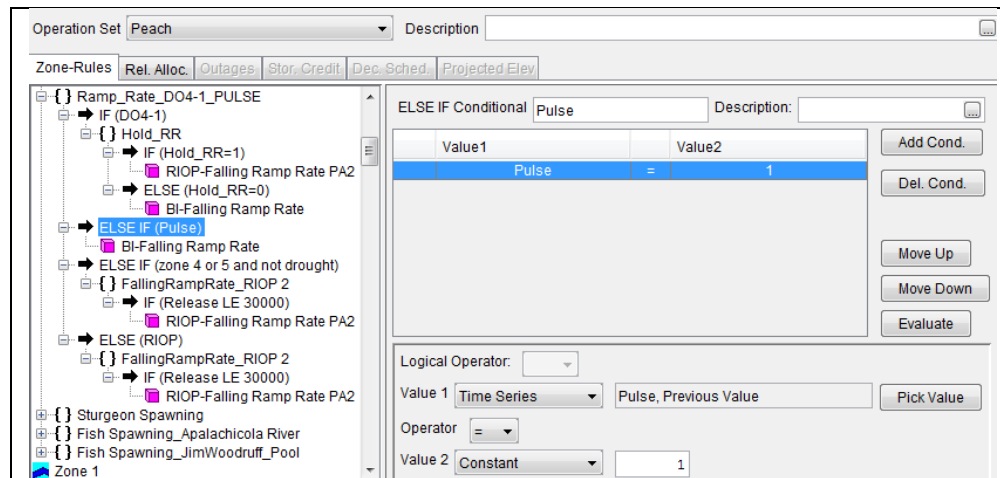 Operation Set Peach Description ...
Zone-Rules Rel. Alloc. Outages Stor. Credit Dec. Sched. Projected Elev
{ } Ramp_Rate_DO4-1_PULSE
IF (DO4-1)
{ } Hold_RR
IF (Hold_RR=1)
RIOP-Falling Ramp Rate PA2
ELSE (Hold_RR=0)
BI-Falling Ramp Rate
ELSE IF (Pulse)
BI-Falling Ramp Rate
ELSE IF (zone 4 or 5 and not drought)
{ } FallingRampRate_RIOP 2
IF (Release LE 30000)
RIOP-Falling Ramp Rate PA2
ELSE (RIOP)
{ } FallingRampRate_RIOP 2
IF (Release LE 30000)
RIOP-Falling Ramp Rate PA2
{ } Sturgeon Spawning
{ } Fish Spawning_Apalachicola River
{ } Fish Spawning_JimWoodruff_Pool
Zone 1
ELSE IF Conditional Pulse Description: ...
Value1 Value2
Pulse = 1
Add Cond.
Del. Cond.
Move Up
Move Down
Evaluate
Logical Operator:
Value 1 Time Series Pulse, Previous Value Pick Value
Operator =
Value 2 Constant 1